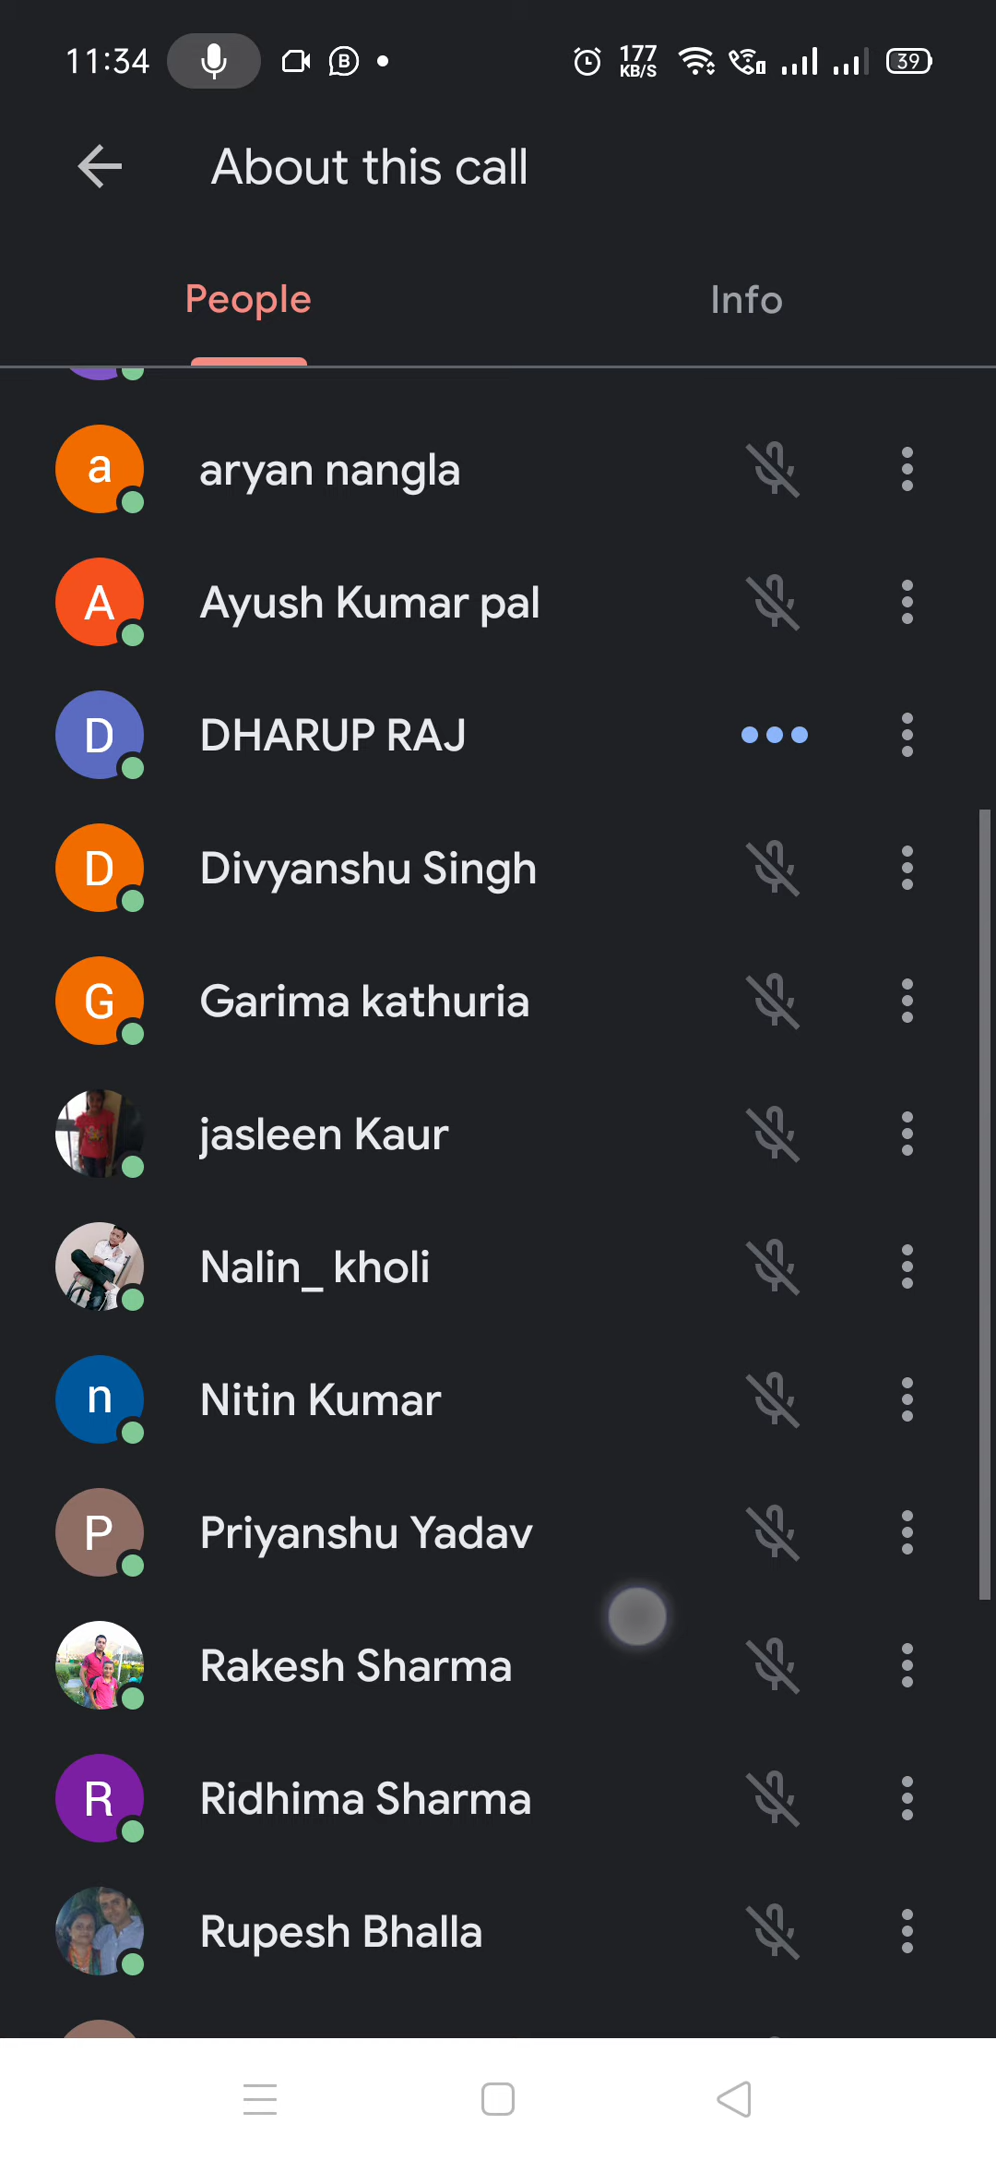 11:34 B 177 KB/S 39
About this call
People Info
a aryan nangla
A Ayush Kumar pal
D DHARUP RAJ
D Divyanshu Singh
G Garima kathuria
jasleen Kaur
Nalin_ kholi
n Nitin Kumar
P Priyanshu Yadav
Rakesh Sharma
R Ridhima Sharma
Rupesh Bhalla